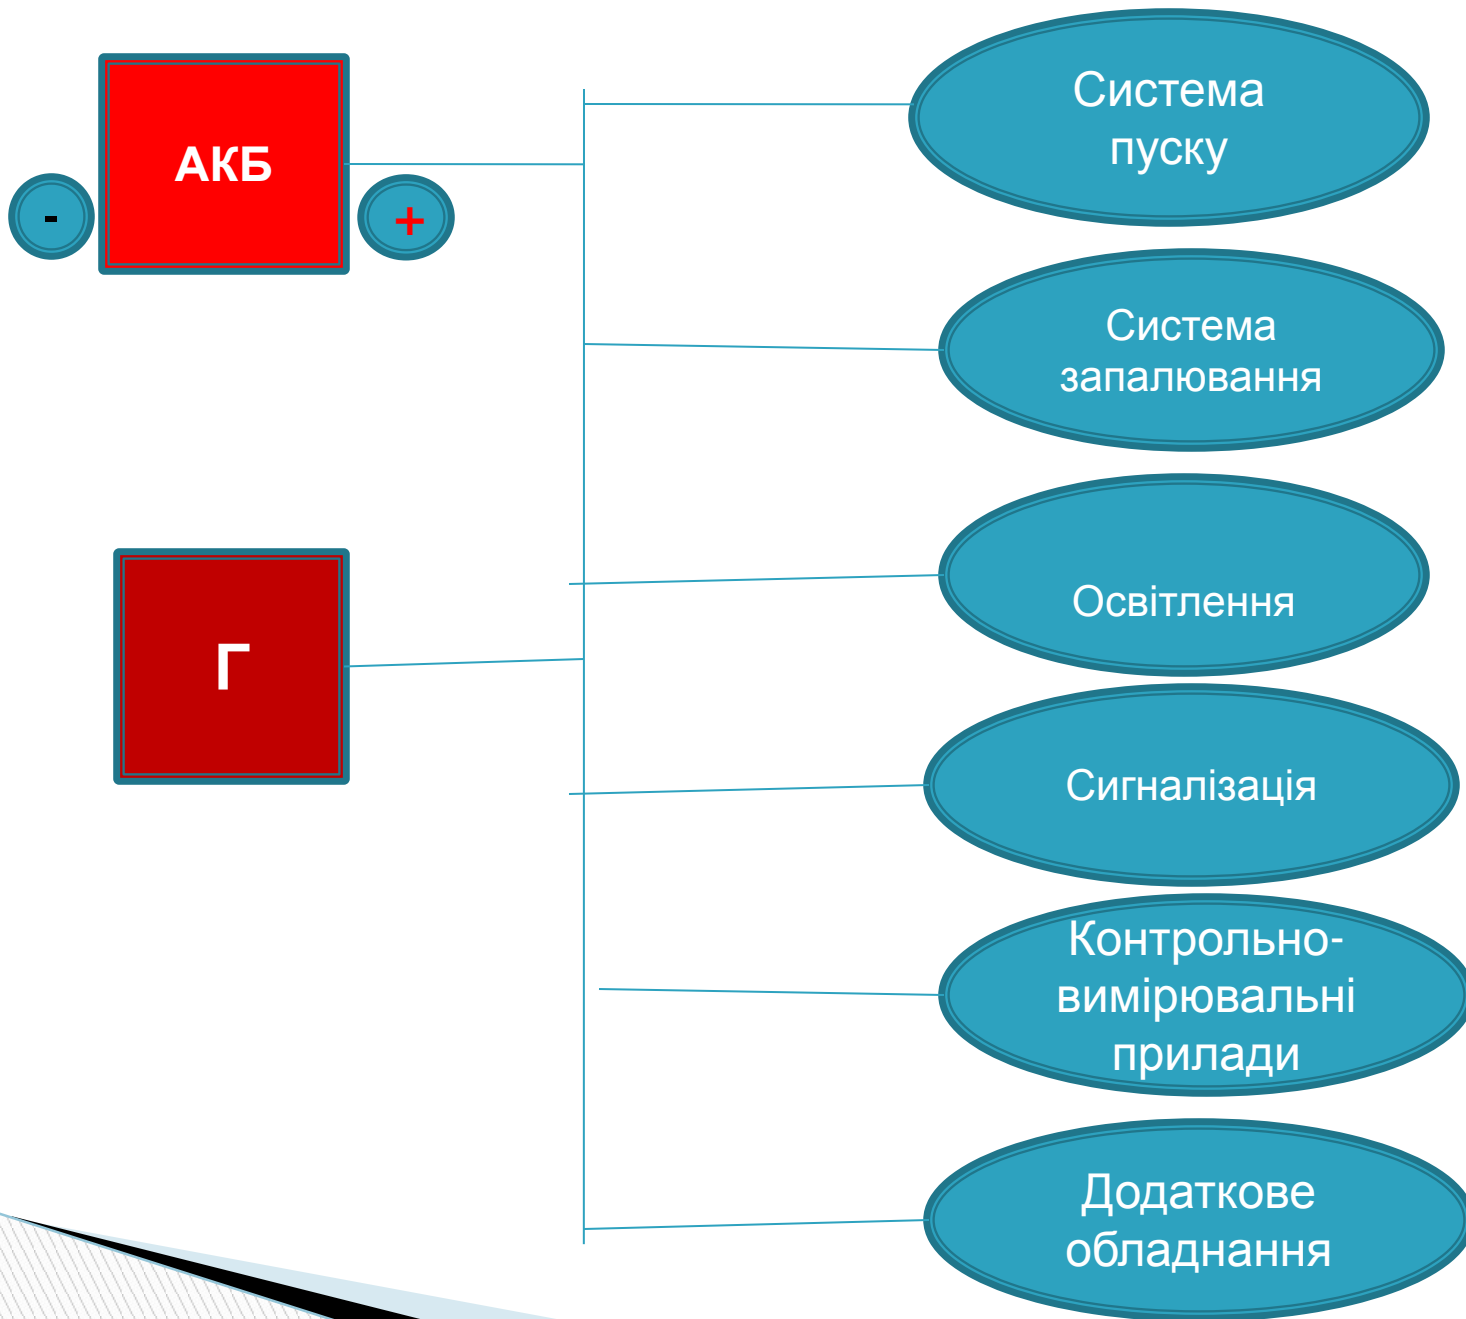 АКБ
-
+
Г
Система
пуску
Система
запалювання
Освітлення
Сигналізація
Контрольно-
вимірювальні
прилади
Додаткове
обладнання